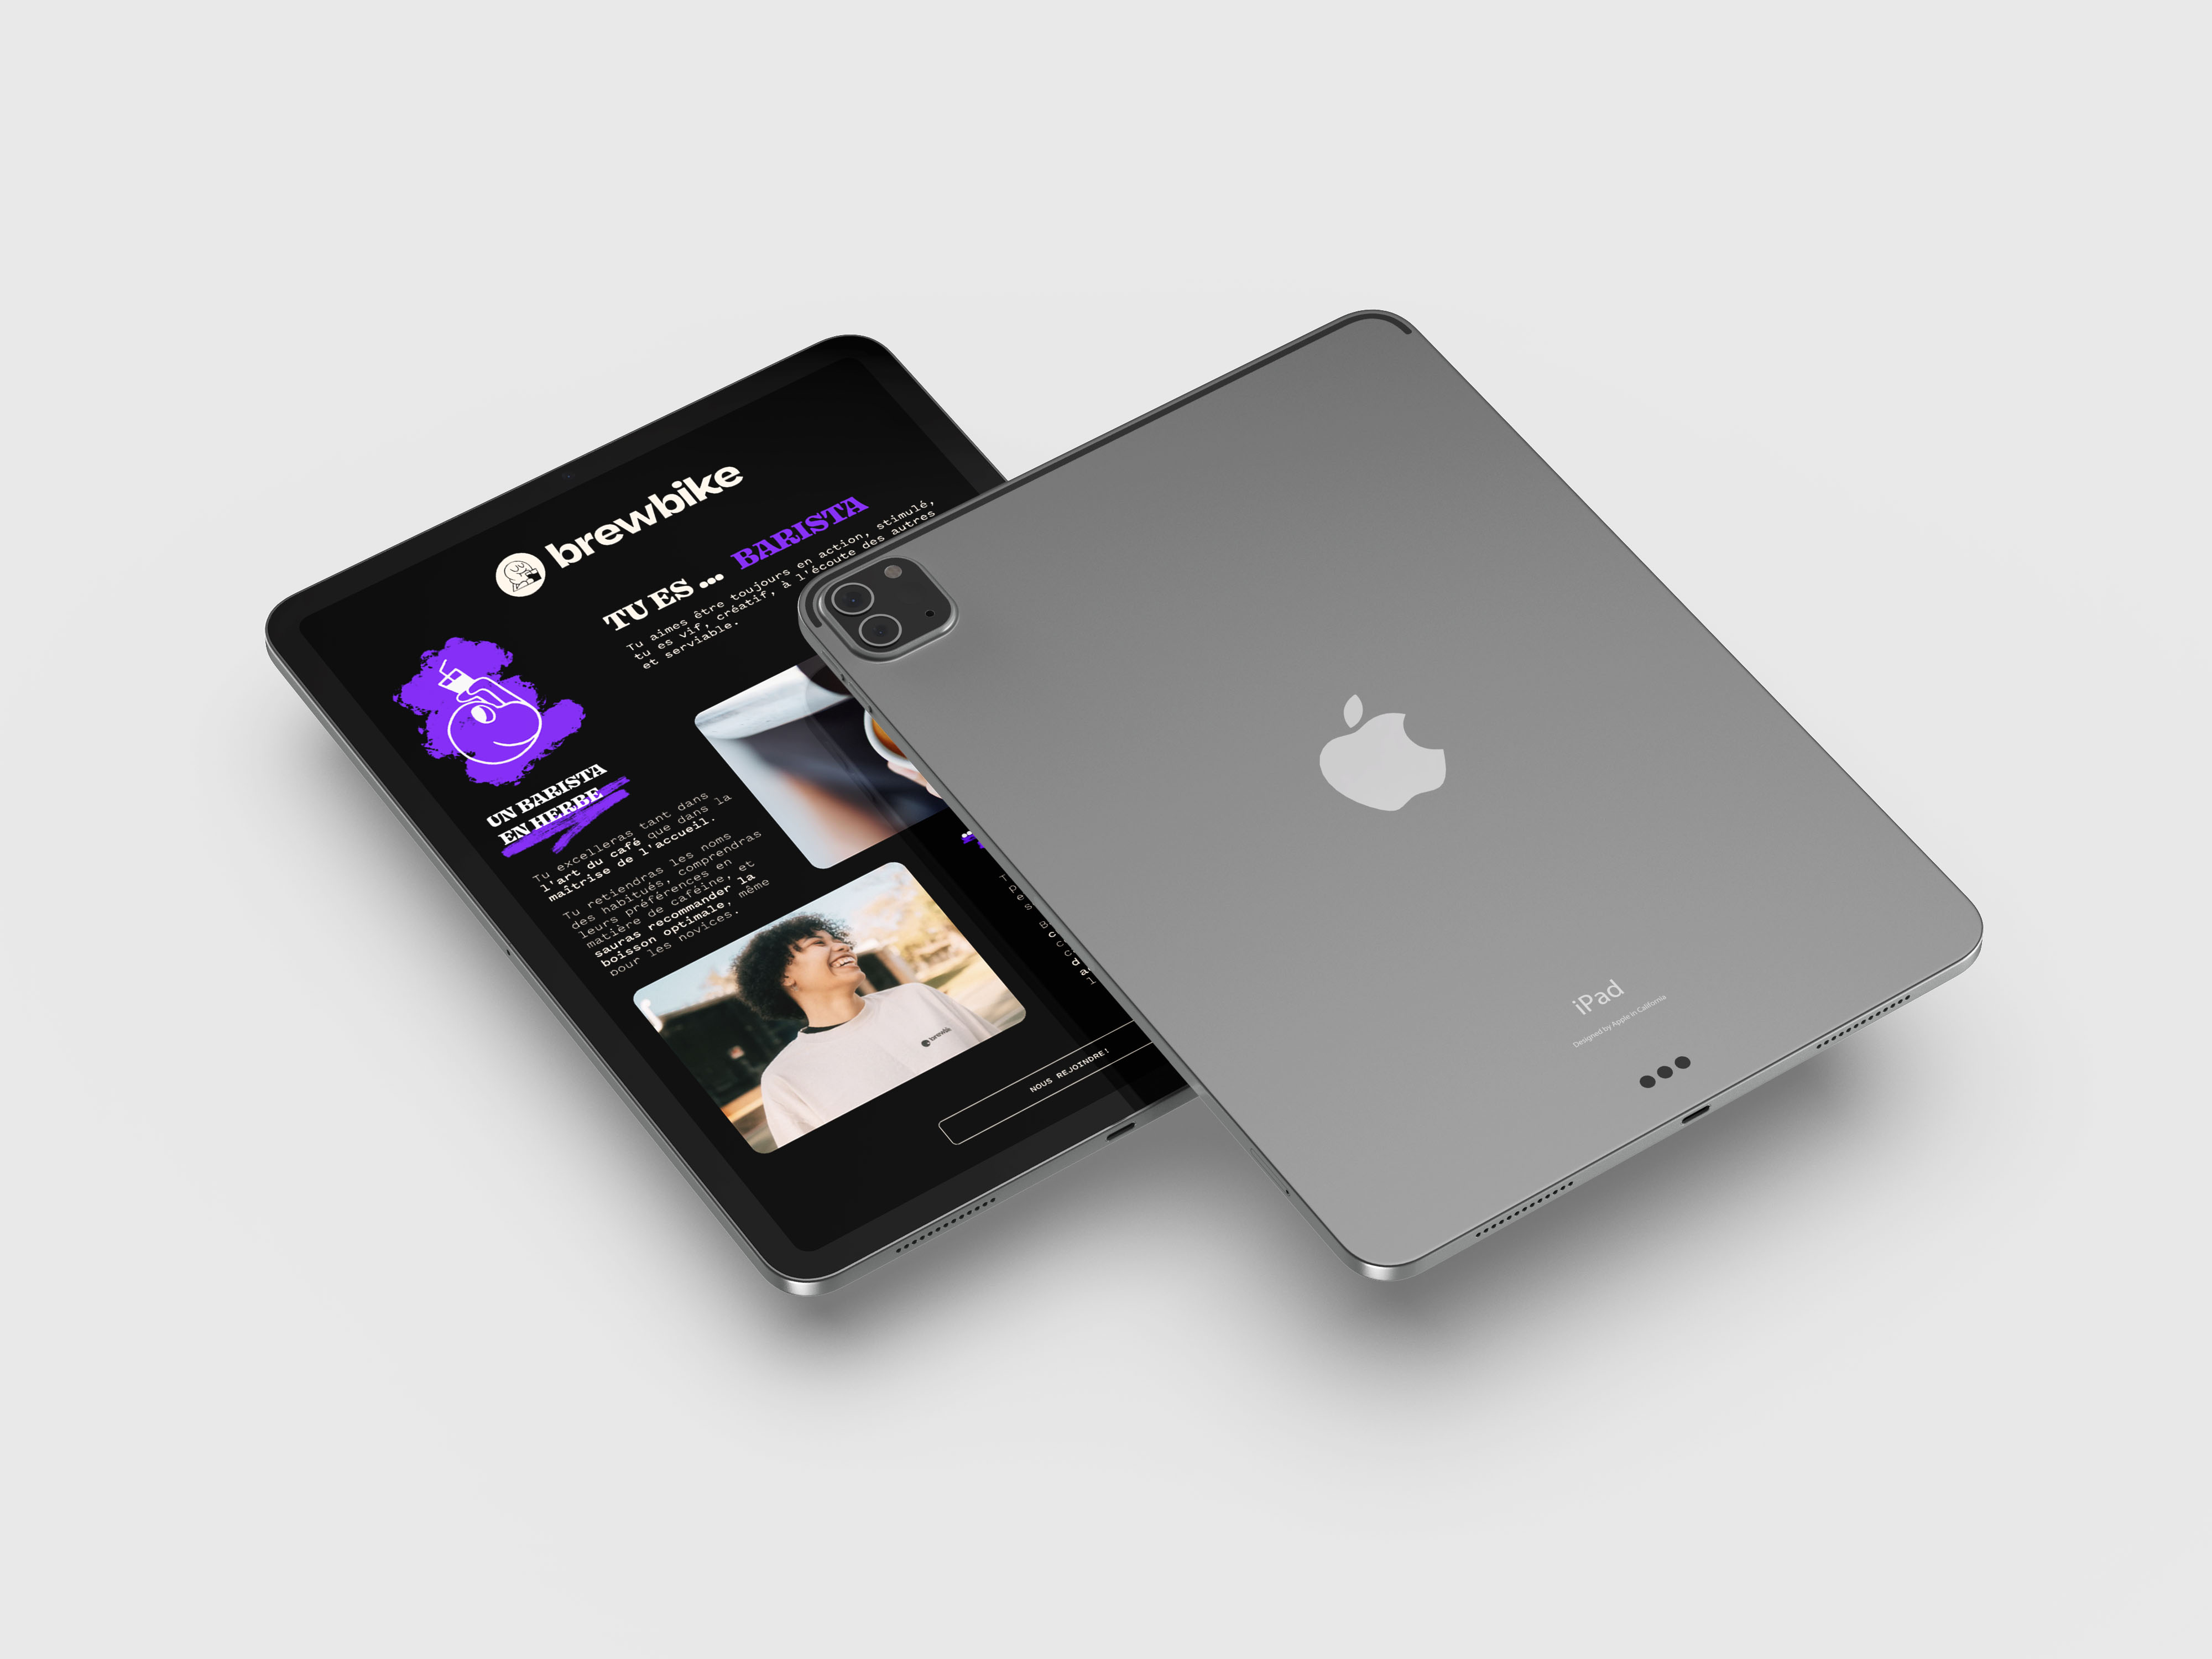 brewbike
TU ES ... BARISTA
Tu aimes être toujours en action, stimulé,
tu es vif, créatif, à l'écoute des autres
et serviable.
UN BARISTA
EN HERBE
Tu excelleras tant dans
l'art du café que dans la
maîtrise de l'accueil.
Tu retiendras les noms
des habitués, comprendras
leurs préférences en
matière de caféine, et
sauras recommander la
boisson optimale, même
pour les novices.
NOUS REJOINDRE!
iPad
Designed by Apple in California